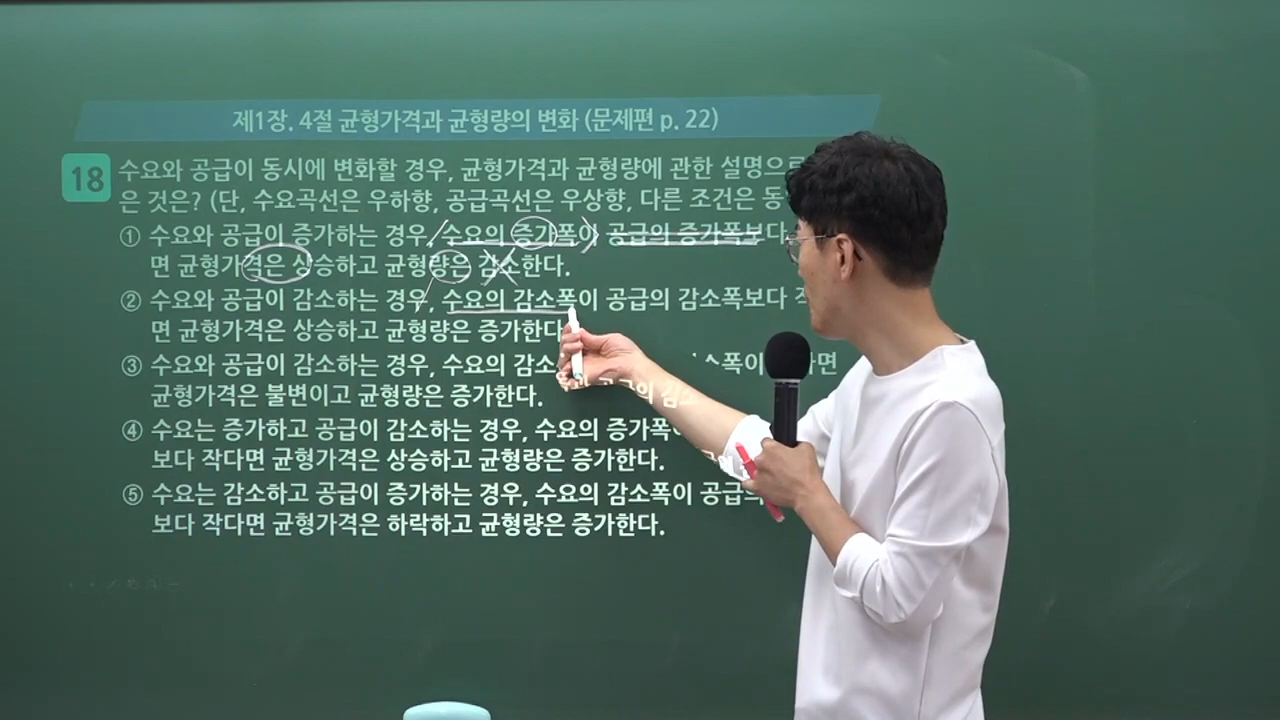 제1장. 4절 균형가격과 균형량의 변화 (문제편 p. 22)
18 수요와 공급이 동시에 변화할 경우, 균형가격과 균형량에 관한 설명으로
은 것은? (단, 수요곡선은 우하향, 공급곡선은 우상향, 다른 조건은 동
① 수요와 공급이 증가하는 경우, 수요의 증가폭이 공급의 증가폭보다
면 균형가격은 상승하고 균형량은 감소한다.
② 수요와 공급이 감소하는 경우, 수요의 감소폭이 공급의 감소폭보다
면 균형가격은 상승하고 균형량은 증가한다
③ 수요와 공급이 감소하는 경우, 수요의 감소
균형가격은 불변이고 균형량은 증가한다.
④ 수요는 증가하고 공급이 감소하는 경우, 수요의 증가폭
보다 작다면 균형가격은 상승하고 균형량은 증가한다.
⑤ 수요는 감소하고 공급이 증가하는 경우, 수요의 감소폭이 공급의
보다 작다면 균형가격은 하락하고 균형량은 증가한다.